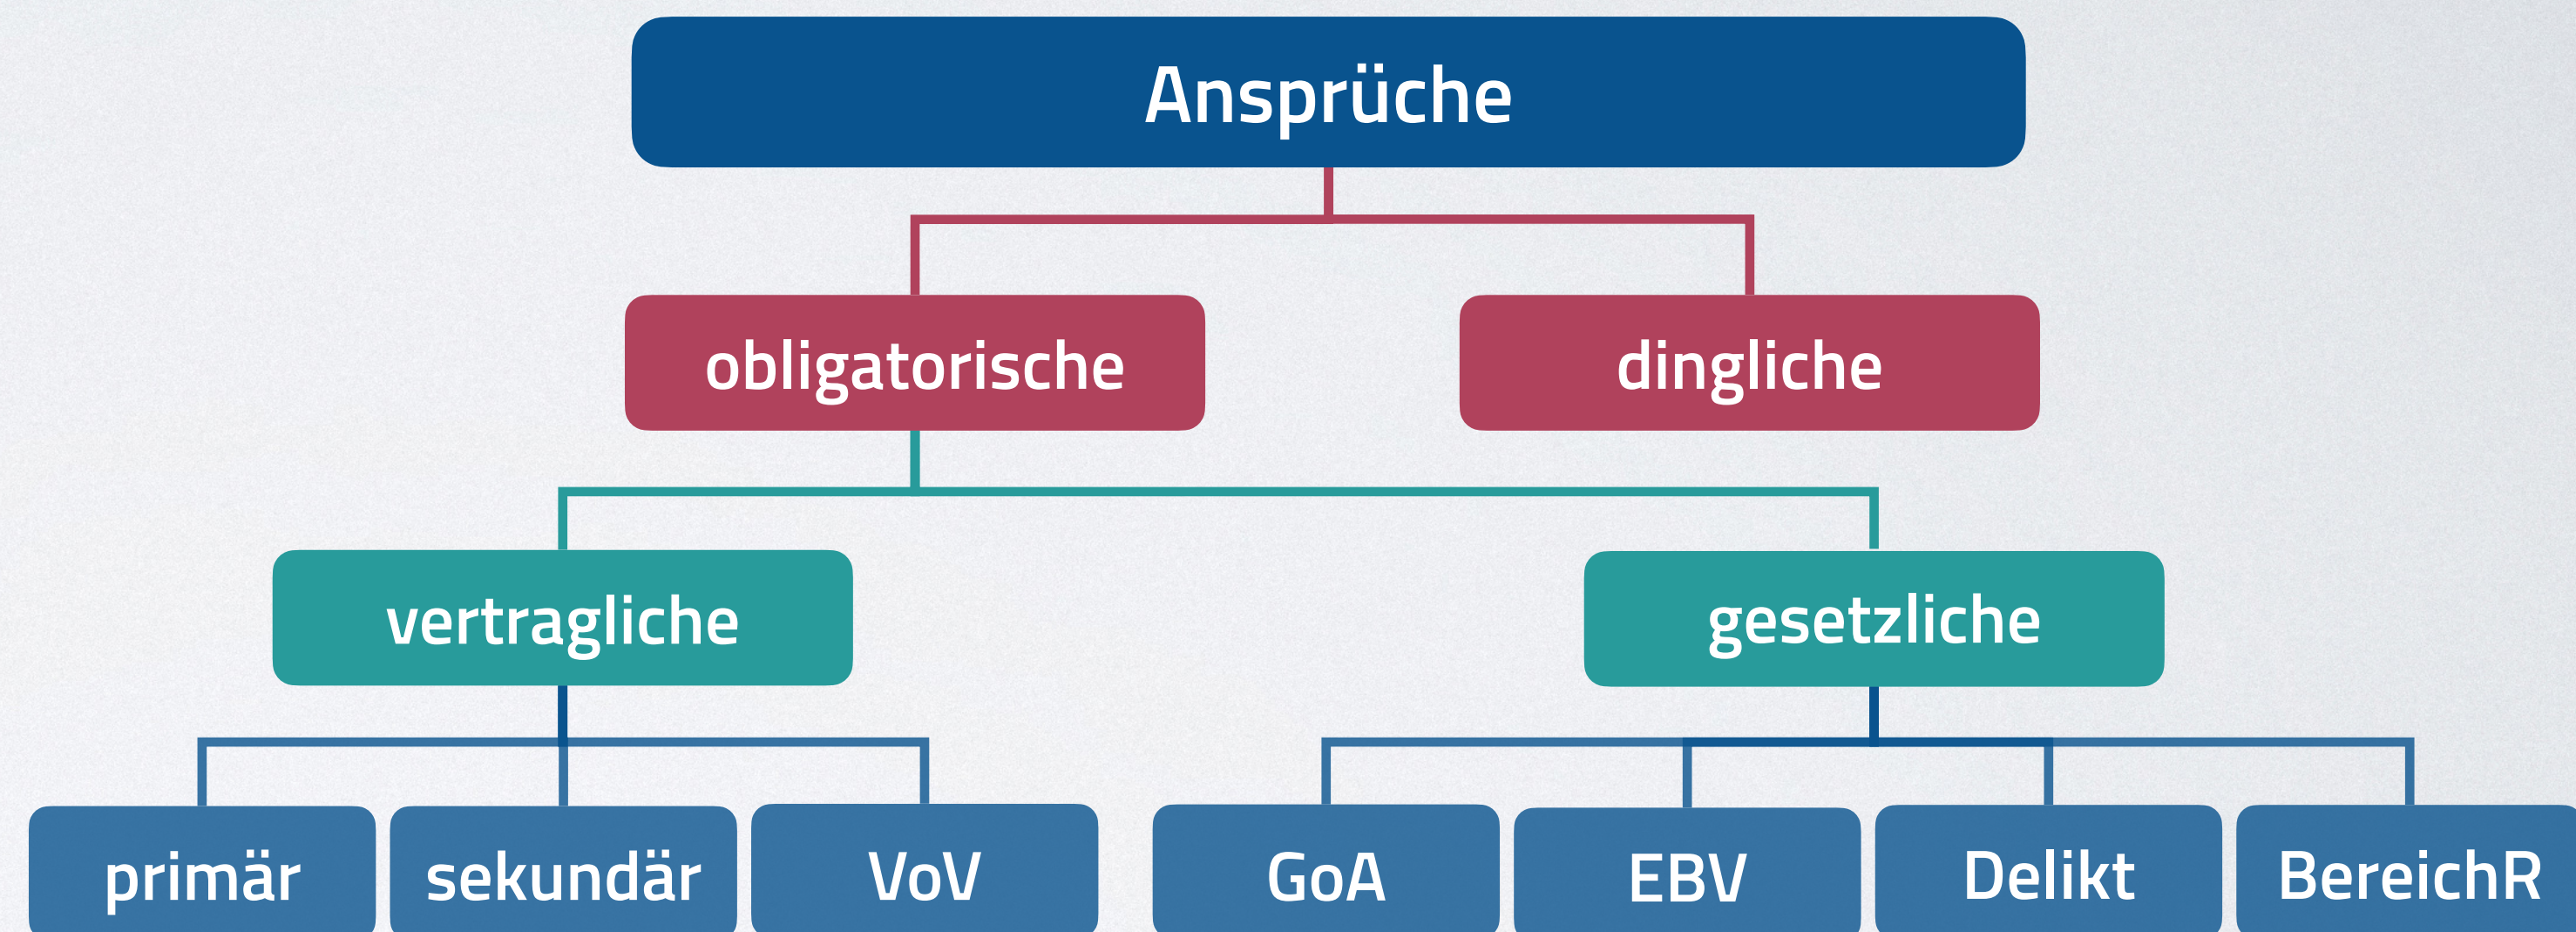 Ansprüche
obligatorische
dingliche
vertragliche
gesetzliche
primär
sekundär
VoV
GoA
EBV
Delikt
BereichR